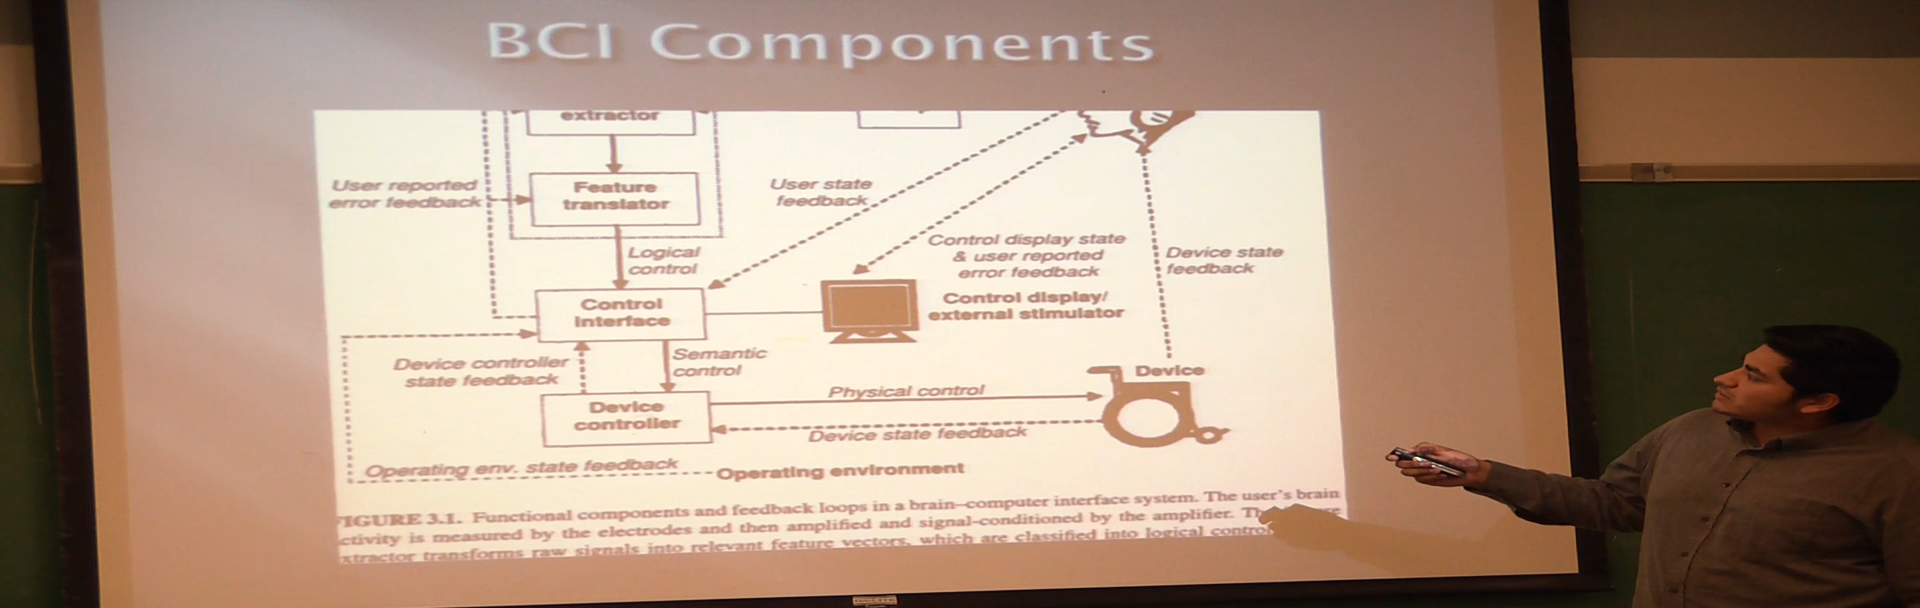 BCI Components
extractor
Feature
translator
User reported
error feedback
User state
feedback
Logical
control
Control display state
& user reported
error feedback
Device state
feedback
Control
Interface
Control display/
external stimulator
Device controller
state feedback
Semantic
control
Device
Physical control
Device
controller
Device state feedback
Operating env. state feedback
Operating environment
IGURE 3.1. Functional components and feedback loops in a brain–computer interface system. The user's brain
ctivity is measured by the electrodes and then amplified and signal-conditioned by the amplifier.
xtractor transforms raw signals into relevant feature vectors, which are classified into logical control